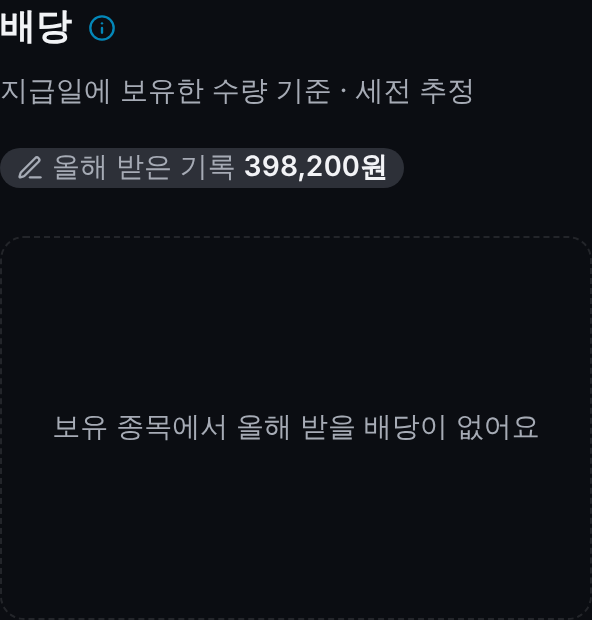 배당
지급일에 보유한 수량 기준 · 세전 추정
올해 받은 기록 398,200원
보유 종목에서 올해 받을 배당이 없어요